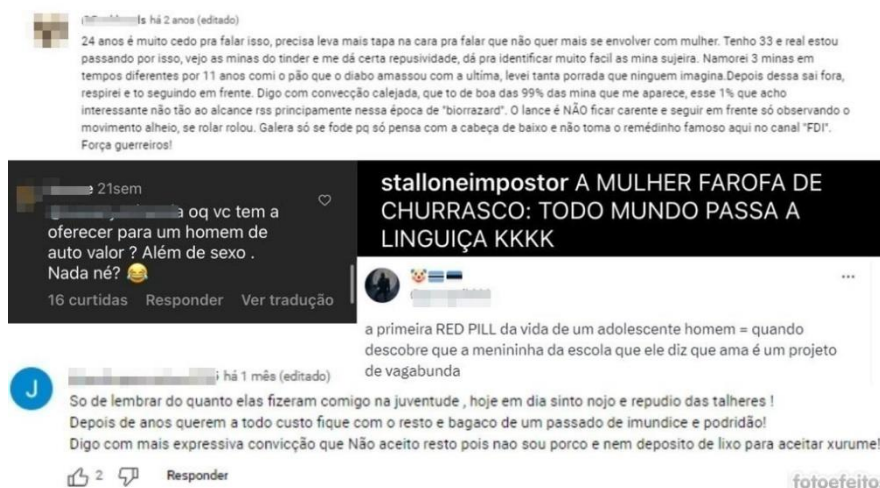 há 2 anos (editado)
24 anos é muito cedo pra falar isso, precisa leva mais tapa na cara pra falar que não quer mais se envolver com mulher. Tenho 33 e real estou
passando por isso, vejo as minas do tinder e me dá certa repusividade, dá pra identificar muito facil as mina sujeira. Namorei 3 minas em
tempos diferentes por 11 anos comi o pão que o diabo amassou com a ultíma, levei tanta porrada que ninguem imagina.Depois dessa sai fora,
respirei e to seguindo em frente. Digo com convecção calejada, que to de boa das 99% das mina que me aparece, esse 1% que acho
interessante não tão ao alcance rss principamente nessa época de "biorrazard". O lance é NÃO ficar carente e seguir em frente só observando o
movimento alheio, se rolar rolou. Galera só se fode pq só pensa com a cabeça de baixo e não toma o remédinho famoso aqui no canal "FDI".
Força guerreiros!
21sem
a oq vc tem a
oferecer para um homem de
auto valor ? Além de sexo .
Nada né? 😂
16 curtidas Responder Ver tradução
stalloneimpostor A MULHER FAROFA DE
CHURRASCO: TODO MUNDO PASSA A
LINGUIÇA KKKK
a primeira RED PILL da vida de um adolescente homem = quando
descobre que a menininha da escola que ele diz que ama é um projeto
de vagabunda
J
há 1 mês (editado)
So de lembrar do quanto elas fizeram comigo na juventude , hoje em dia sinto nojo e repudio das talheres !
Depois de anos querem a todo custo fique com o resto e bagaco de um passado de imundice e podridão!
Digo com mais expressiva convicção que Não aceito resto pois nao sou porco e nem deposito de lixo para aceitar xurume!
2 Responder
fotoefeito